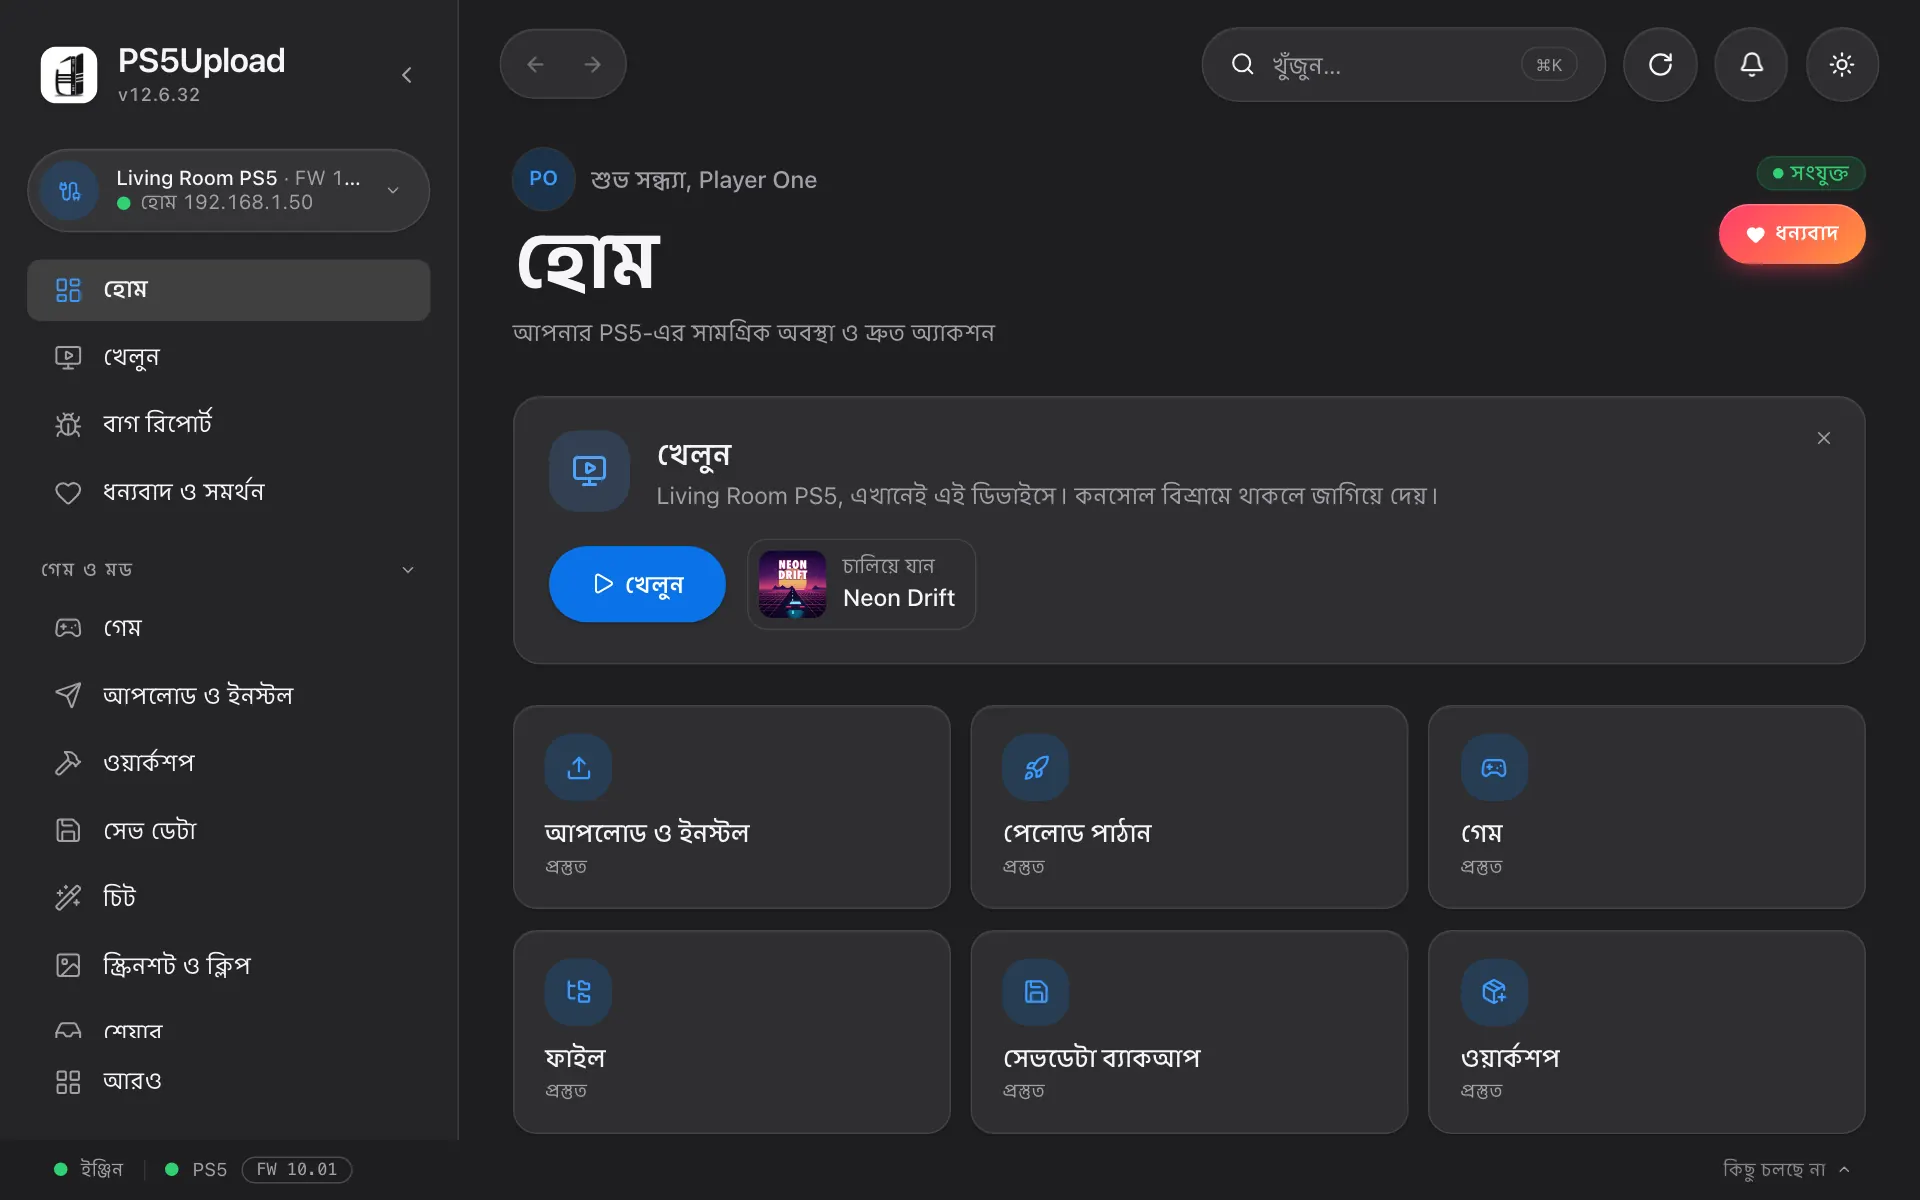 PS5Upload
v12.6.32
Living Room PS5 · FW 1...
হোম 192.168.1.50
হোম
খেলুন
বাগ রিপোর্ট
ধন্যবাদ ও সমর্থন
গেম ও মড
গেম
আপলোড ও ইনস্টল
ওয়ার্কশপ
সেভ ডেটা
চিট
স্ক্রিনশট ও ক্লিপ
শেয়ার
আরও
খুঁজুন...
⌘K
PO
শুভ সন্ধ্যা, Player One
সংযুক্ত
হোম
ধন্যবাদ
আপনার PS5-এর সামগ্রিক অবস্থা ও দ্রুত অ্যাকশন
খেলুন
Living Room PS5, এখানেই এই ডিভাইসে। কনসোল বিশ্রামে থাকলে জাগিয়ে দেয়।
খেলুন
NEON
DRIFT
চালিয়ে যান
Neon Drift
আপলোড ও ইনস্টল
প্রস্তুত
পেলোড পাঠান
প্রস্তুত
গেম
প্রস্তুত
ফাইল
প্রস্তুত
সেভডেটা ব্যাকআপ
প্রস্তুত
ওয়ার্কশপ
প্রস্তুত
ইঞ্জিন
PS5
FW 10.01
কিছু চলছে না